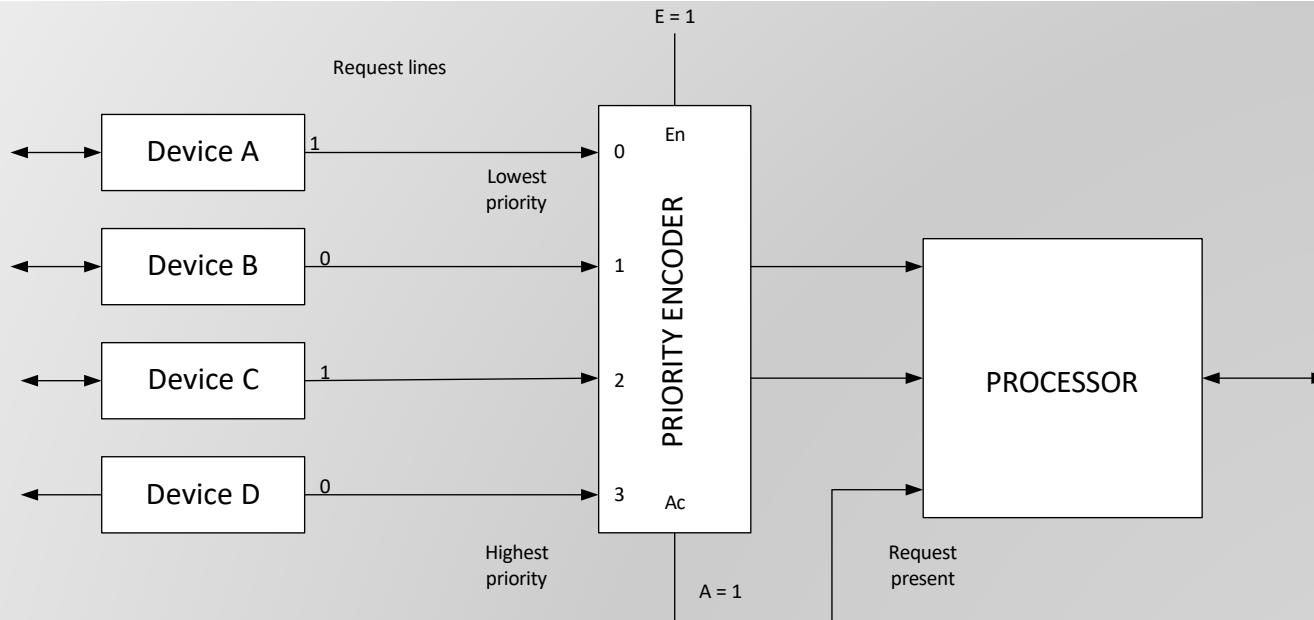 E = 1
Request lines
Device A
1
0
En
Lowest
priority
Device B
0
1
PRIORITY ENCODER
Device C
1
2
PROCESSOR
Device D
0
3
Ac
Highest
priority
Request
present
A = 1